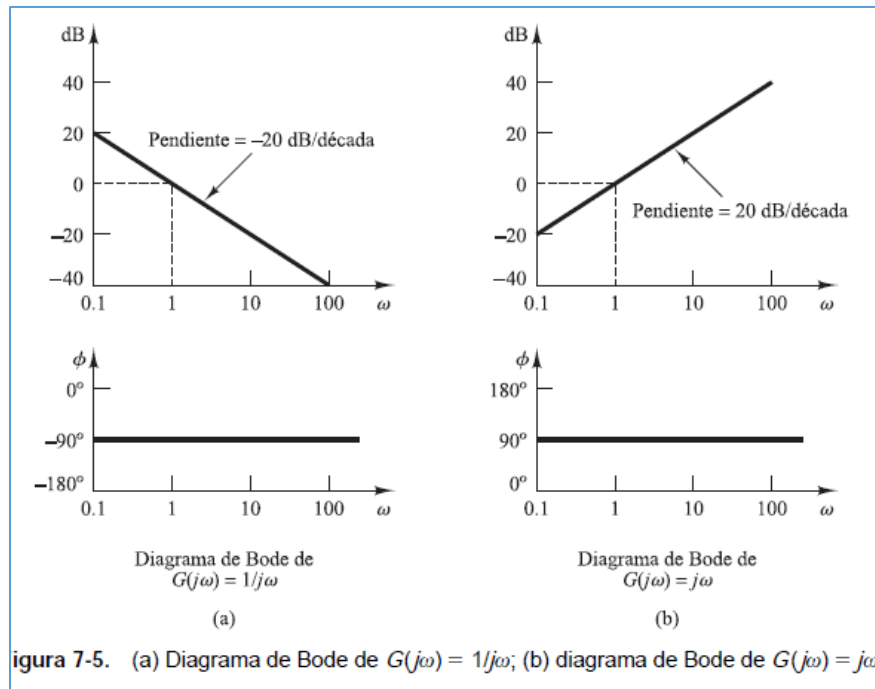 dB
40
20
0
–20
–40
Pendiente = –20 dB/década
0.1 1 10 100 ω
ϕ
0°
–90°
–180°
0.1 1 10 100 ω
Diagrama de Bode de
G(jω) = 1/jω
(a)
dB
40
20
0
–20
–40
Pendiente = 20 dB/década
0.1 1 10 100 ω
ϕ
180°
90°
0°
0.1 1 10 100 ω
Diagrama de Bode de
G(jω) = jω
(b)
igura 7-5. (a) Diagrama de Bode de G(jω) = 1/jω; (b) diagrama de Bode de G(jω) = jω